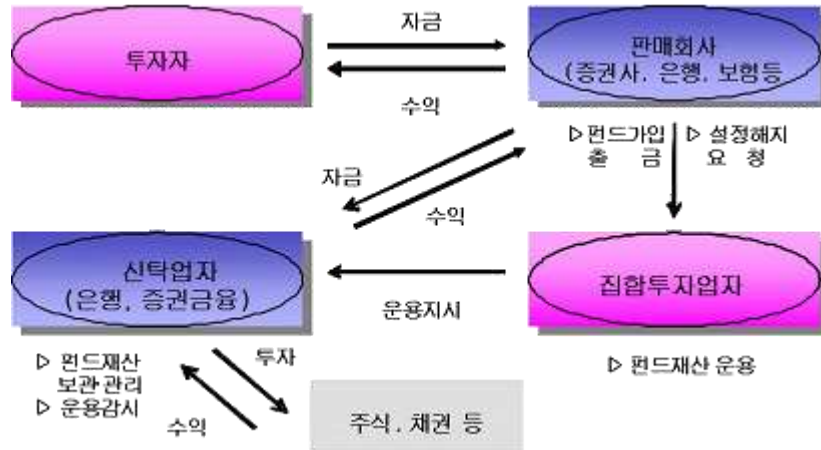 자금
투자자
판매회사
(증권사, 은행, 보험등
수익
▷펀드가입 ▷ 설정해지
출 금 요 청
자금
수익
신탁업자
(은행, 증권금융)
집합투자업자
운용지시
▷ 펀드재산
보관·관리
▷ 운용감시
투자
▷ 펀드재산 운용
수익
주식, 채권 등